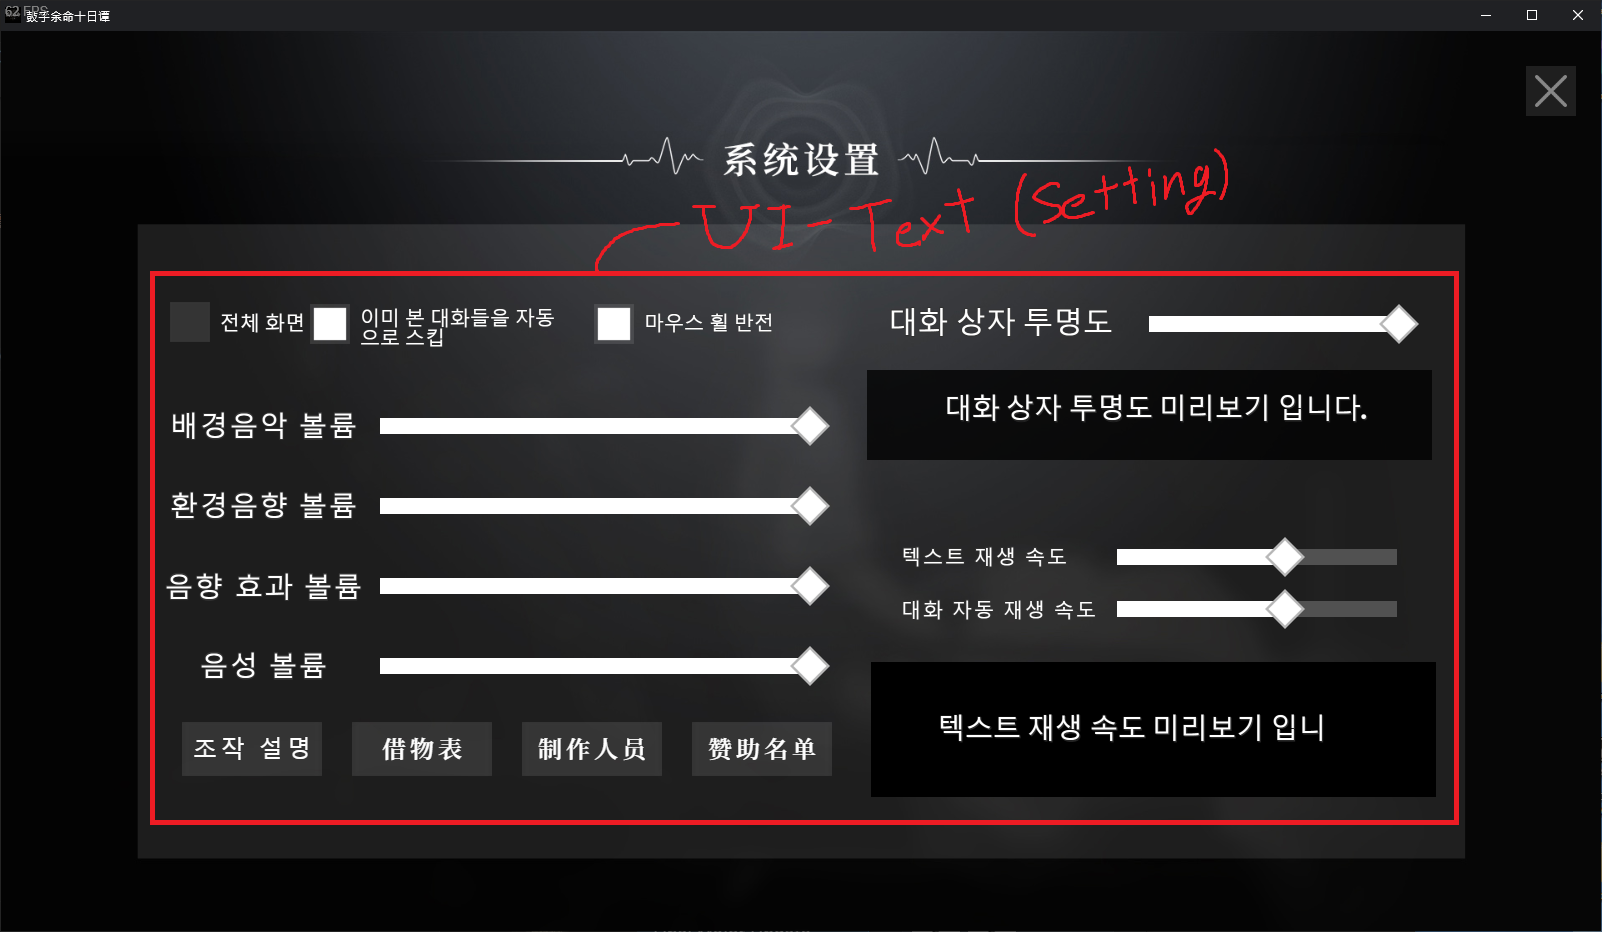 62 FPS
鼓手余命十日谭
系统设置
UI-Text (Setting)
전체 화면
이미 본 대화들을 자동
으로 스킵
마우스 휠 반전
대화 상자 투명도
대화 상자 투명도 미리보기 입니다.
배경음악 볼륨
환경음향 볼륨
음향 효과 볼륨
음성 볼륨
텍스트 재생 속도
대화 자동 재생 속도
텍스트 재생 속도 미리보기 입니
조작 설명
借物表
制作人员
赞助名单